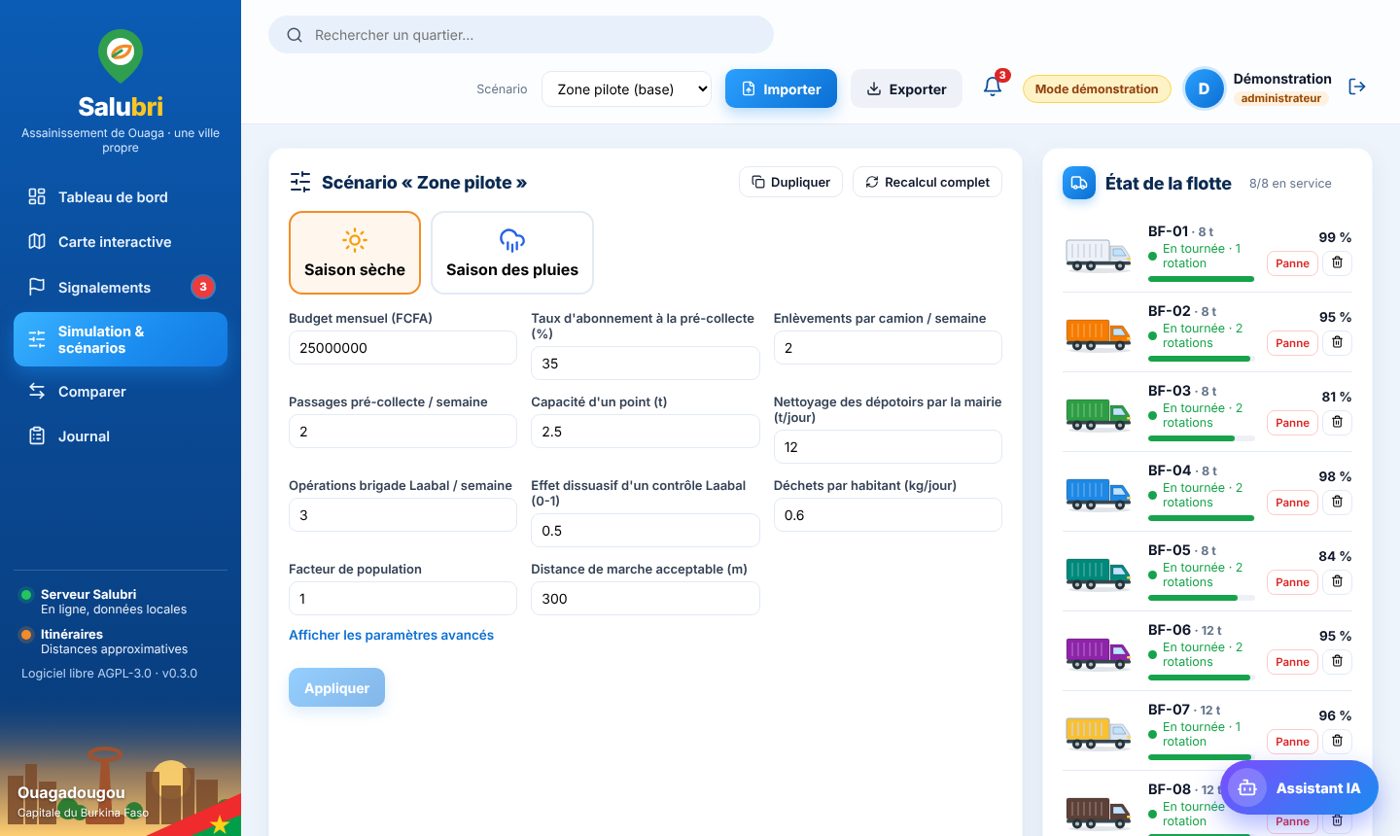 Salubri
Assainissement de Ouaga · une ville
propre
Tableau de bord
Carte interactive
Signalements
3
Simulation &
scénarios
Comparer
Journal
Serveur Salubri
En ligne, données locales
Itinéraires
Distances approximatives
Logiciel libre AGPL-3.0 · v0.3.0
Ouagadougou
Capitale du Burkina Faso
Rechercher un quartier...
Scénario
Zone pilote (base)
Importer
Exporter
3
Mode démonstration
D
Démonstration
administrateur
Scénario « Zone pilote »
Dupliquer
Recalcul complet
Saison sèche
Saison des pluies
Budget mensuel (FCFA)
25000000
Taux d'abonnement à la pré-collecte
(%)
35
Enlèvements par camion / semaine
2
Passages pré-collecte / semaine
2
Capacité d'un point (t)
2.5
Nettoyage des dépotoirs par la mairie
(t/jour)
12
Opérations brigade Laabal / semaine
3
Effet dissuasif d'un contrôle Laabal
(0-1)
0.5
Déchets par habitant (kg/jour)
0.6
Facteur de population
1
Distance de marche acceptable (m)
300
Afficher les paramètres avancés
Appliquer
État de la flotte
8/8 en service
BF-01 · 8 t
En tournée · 1
rotation
99 %
Panne
BF-02 · 8 t
En tournée · 2
rotations
95 %
Panne
BF-03 · 8 t
En tournée · 2
rotations
81 %
Panne
BF-04 · 8 t
En tournée · 2
rotations
98 %
Panne
BF-05 · 8 t
En tournée · 2
rotations
84 %
Panne
BF-06 · 12 t
En tournée · 2
rotations
95 %
Panne
BF-07 · 12 t
En tournée · 1
rotation
96 %
Panne
BF-08 · 12 t
En tournée
rotations
Panne
Assistant IA